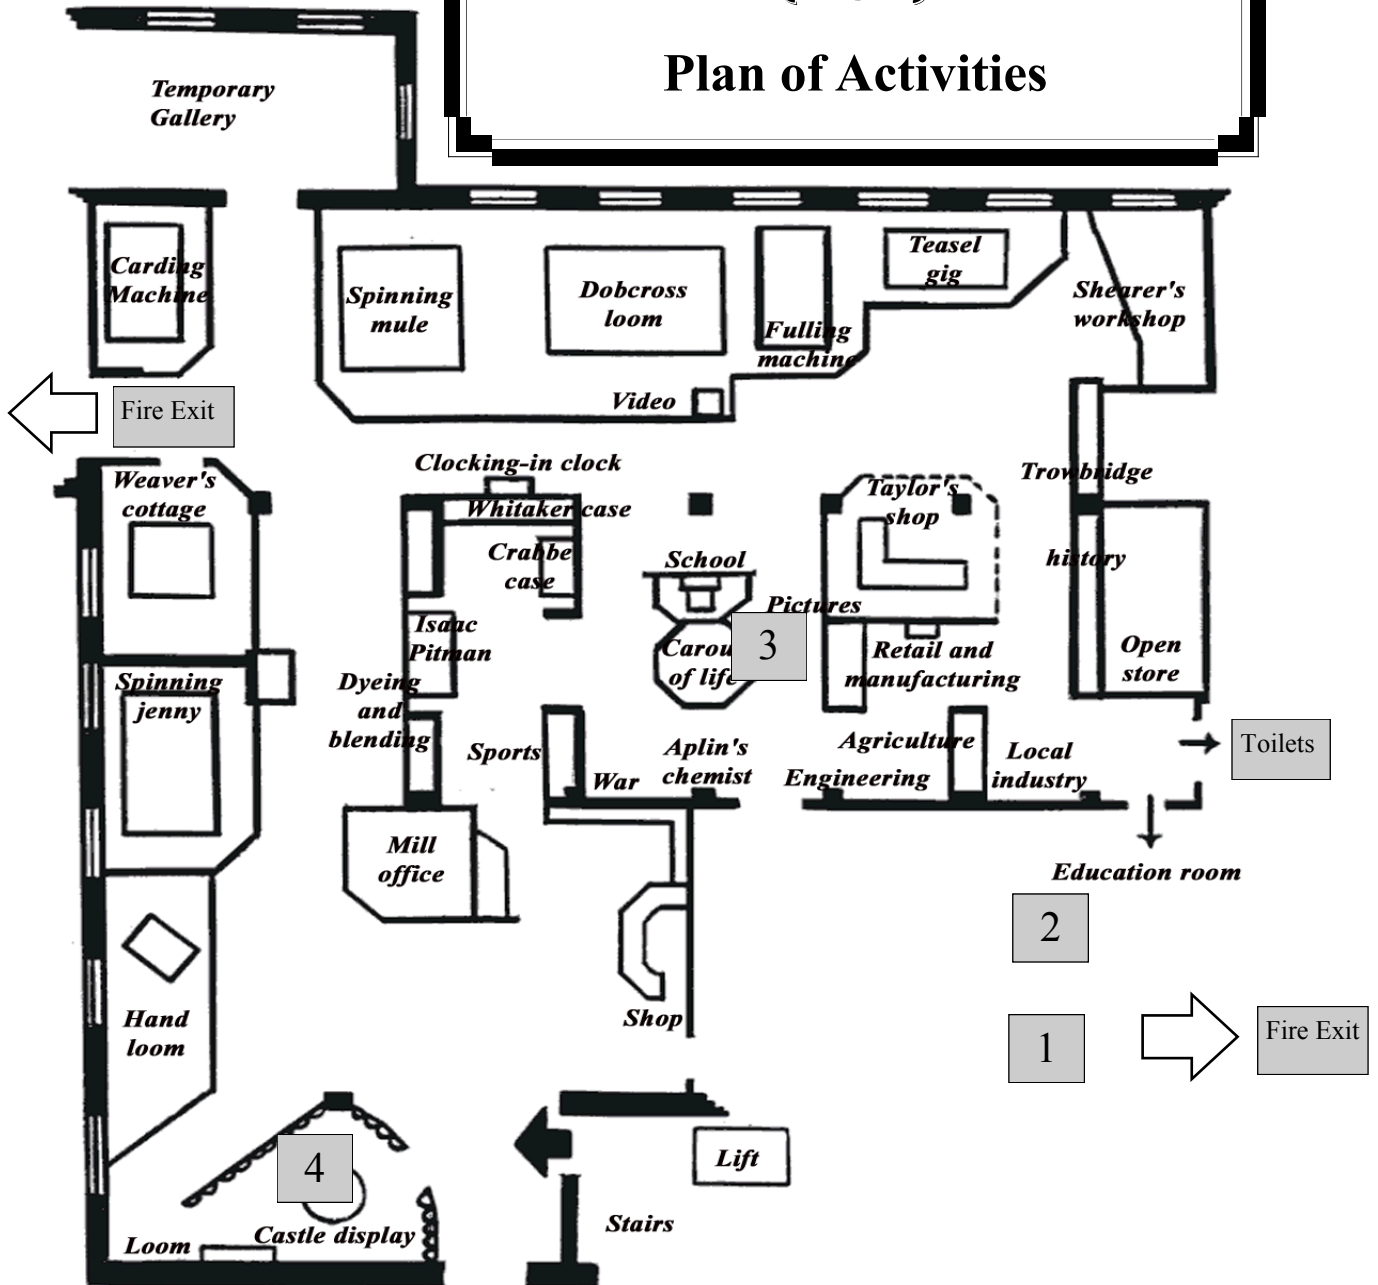 Plan of Activities
Temporary
Gallery
Carding
Machine
Spinning
mule
Dobcross
loom
Fulling
machine
Teasel
gig
Shearer's
workshop
Video
Fire Exit
Weaver's
cottage
Clocking-in clock
Whitaker case
Crabbe
case
School
Pictures
Taylor's
shop
Trowbridge
history
Isaac
Pitman
3
of life
Retail and
manufacturing
Open
store
Spinning
jenny
Dyeing
and
blending
Sports
War
Aplin's
chemist
Agriculture
Engineering
Local
industry
Toilets
Mill
office
Education room
2
Hand
loom
Shop
1
Fire Exit
4
Lift
Castle display
Stairs
Loom